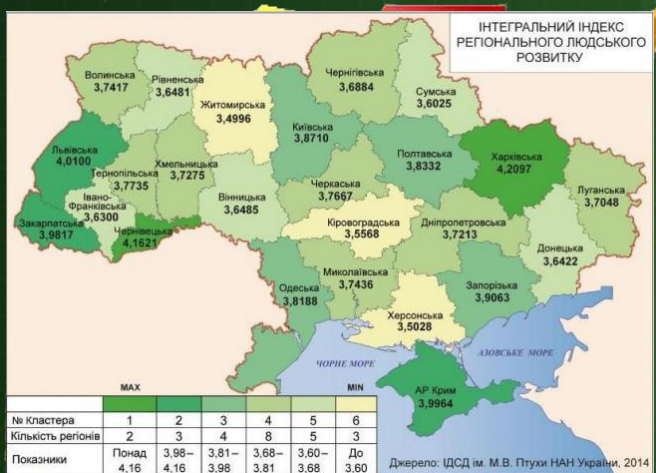 ІНТЕГРАЛЬНИЙ ІНДЕКС
РЕГІОНАЛЬНОГО ЛЮДСЬКОГО
РОЗВИТКУ
Волинська
3,7417
Рівненська
3,6481
Житомирська
3,4996
Чернігівська
3,6884
Сумська
3,6025
Київська
3,8710
Львівська
4,0100
Тернопільська
3,7735
Хмельницька
3,7275
Полтавська
3,8332
Харківська
4,2097
Луганська
3,7048
Черкаська
3,7667
Вінницька
3,6485
Івано-
Франківська
3,6300
Закарпатська
3,9817
Чернівецька
4,1621
Кіровоградська
3,5568
Дніпропетровська
3,7213
Донецька
3,6422
Одеська
3,8188
Миколаївська
3,7436
Запорізька
3,9063
Херсонська
3,5028
ЧОРНЕ МОРЕ
АЗОВСЬКЕ МОРЕ
АР Крим
3,9964
MAX MIN
№ Кластера 1 2 3 4 5 6
Кількість регіонів 2 3 4 8 5 3
Показники Понад 4,16 3,98–4,16 3,81–3,98 3,68–3,81 3,60–3,68 До 3,60
Джерело: ІДСД ім. М.В. Птухи НАН України, 2014